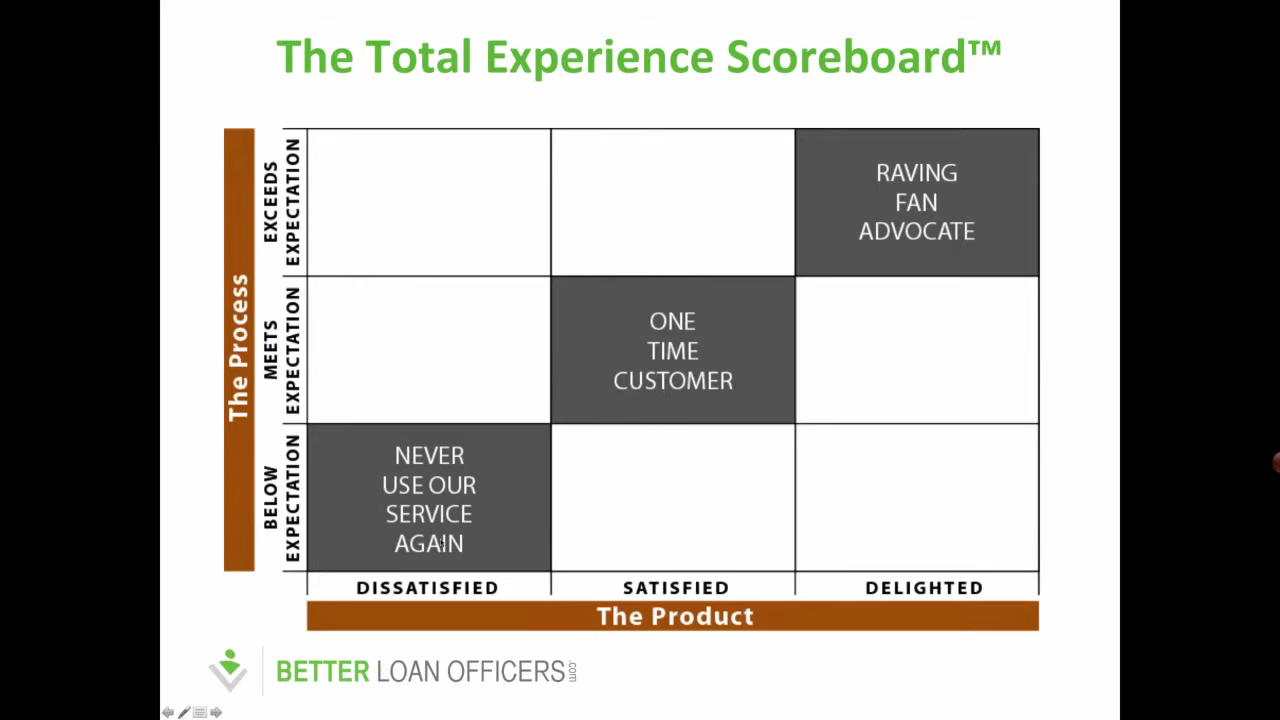 The Total Experience Scoreboard™
The Process
EXCEEDS
EXPECTATION
RAVING
FAN
ADVOCATE
MEETS
EXPECTATION
ONE
TIME
CUSTOMER
BELOW
EXPECTATION
NEVER
USE OUR
SERVICE
AGAIN
DISSATISFIED
SATISFIED
DELIGHTED
The Product
BETTER LOAN OFFICERS.com